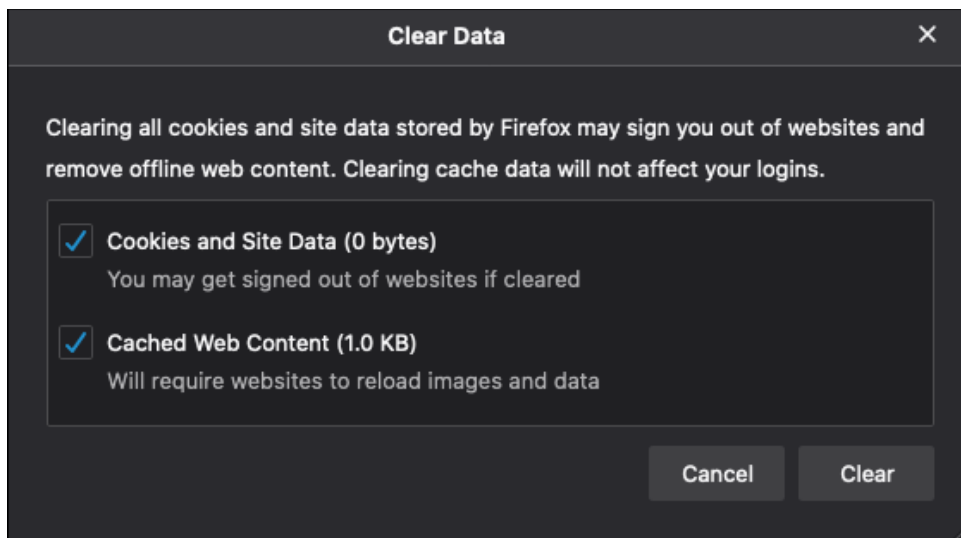 Clear Data
Clearing all cookies and site data stored by Firefox may sign you out of websites and
remove offline web content. Clearing cache data will not affect your logins.
Cookies and Site Data (0 bytes)
You may get signed out of websites if cleared
Cached Web Content (1.0 KB)
Will require websites to reload images and data
Cancel Clear